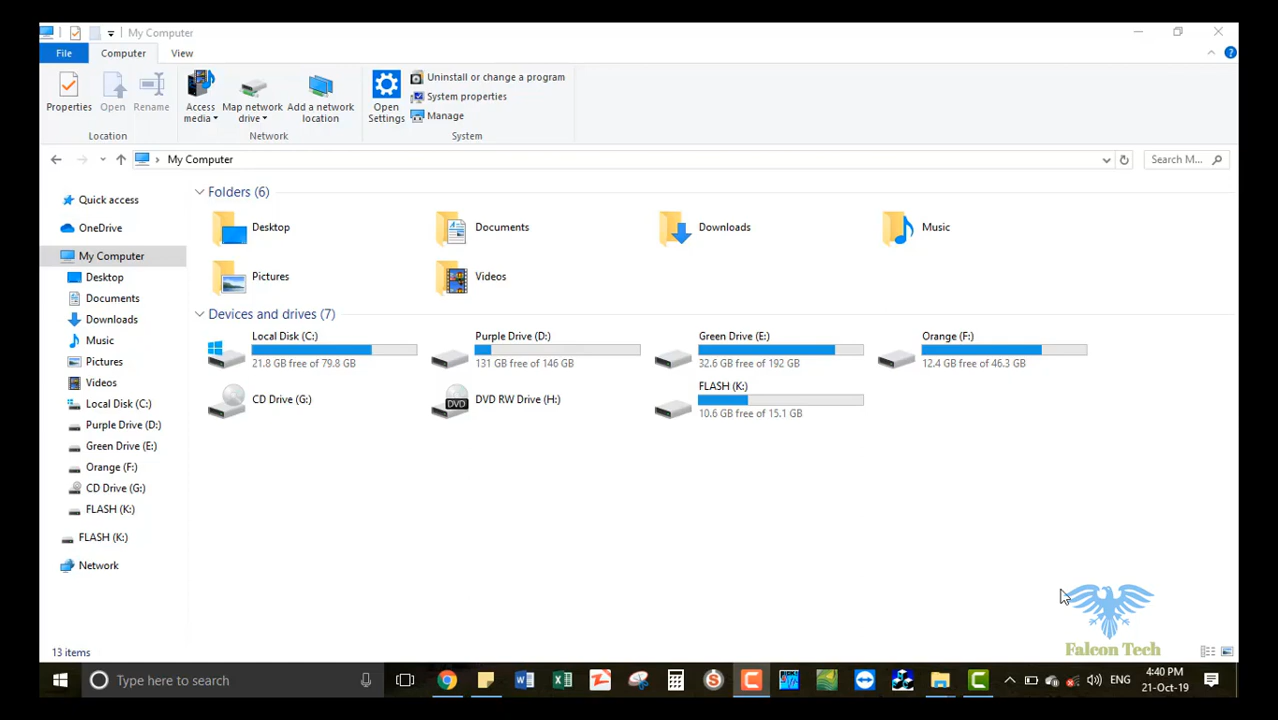 My Computer
File
Computer
View
Properties
Open
Rename
Access media
Map network drive
Add a network location
Open Settings
Uninstall or change a program
System properties
Manage
Location
Network
System
My Computer
Search M...
Quick access
OneDrive
My Computer
Desktop
Documents
Downloads
Music
Pictures
Videos
Local Disk (C:)
Purple Drive (D:)
Green Drive (E:)
Orange (F:)
CD Drive (G:)
FLASH (K:)
FLASH (K:)
Network
Folders (6)
Desktop
Documents
Downloads
Music
Pictures
Videos
Devices and drives (7)
Local Disk (C:)
21.8 GB free of 79.8 GB
Purple Drive (D:)
131 GB free of 146 GB
Green Drive (E:)
32.6 GB free of 192 GB
Orange (F:)
12.4 GB free of 46.3 GB
CD Drive (G:)
DVD
DVD RW Drive (H:)
FLASH (K:)
10.6 GB free of 15.1 GB
Falcon Tech
13 items
Type here to search
ENG
4:40 PM
21-Oct-19